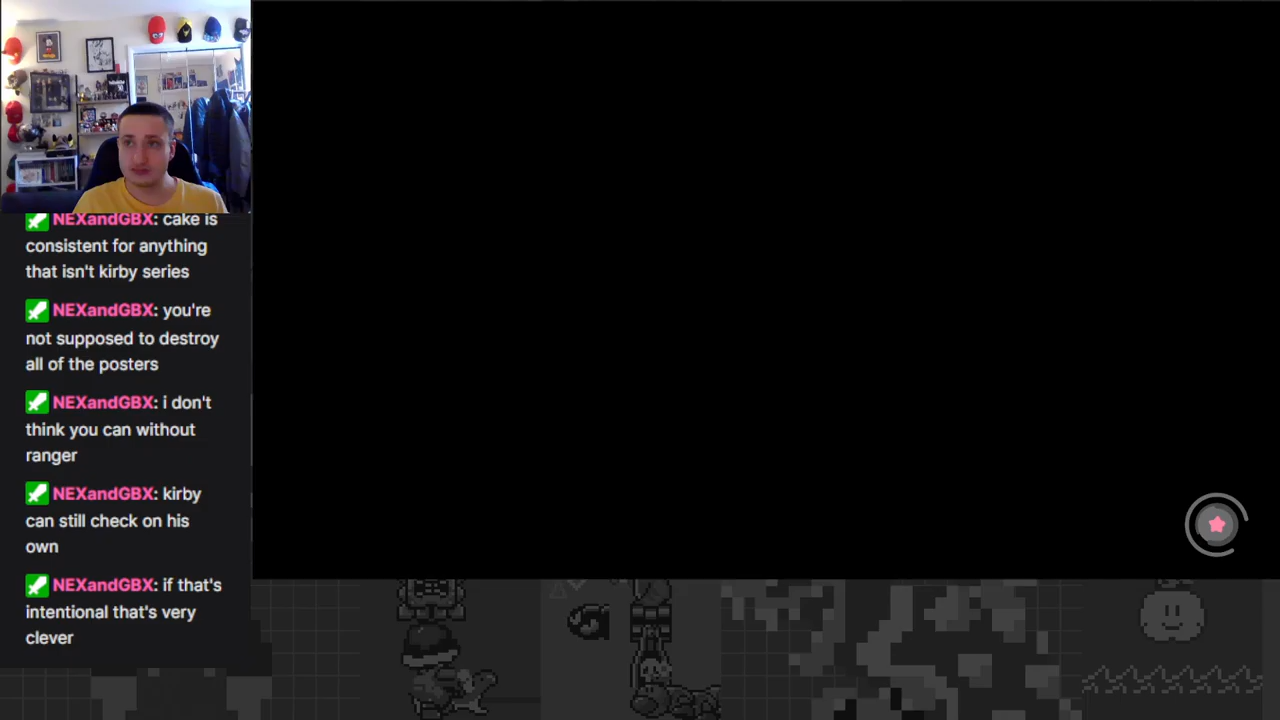 NEXandGBX: cake is
consistent for anything
that isn't kirby series
NEXandGBX: you're
not supposed to destroy
all of the posters
NEXandGBX: i don't
think you can without
ranger
NEXandGBX: kirby
can still check on his
own
NEXandGBX: if that's
intentional that's very
clever